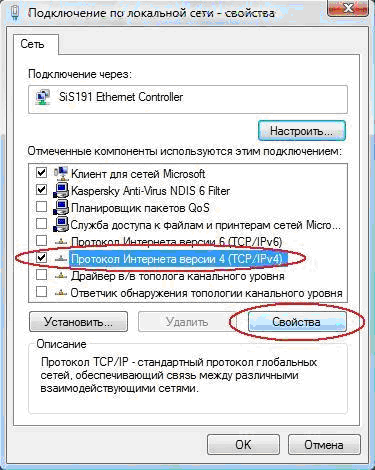 Подключение по локальной сети - свойства
Сеть
Подключение через:
SiS191 Ethernet Controller
Настроить...
Отмеченные компоненты используются этим подключением:
Клиент для сетей Microsoft
Kaspersky Anti-Virus NDIS 6 Filter
Планировщик пакетов QoS
Служба доступа к файлам и принтерам сетей Micro...
Протокол Интернета версии 6 (TCP/IPv6)
Протокол Интернета версии 4 (TCP/IPv4)
Драйвер в/в тополога канального уровня
Ответчик обнаружения топологии канального уровня
Установить...
Удалить
Свойства
Описание
Протокол TCP/IP - стандартный протокол глобальных
сетей, обеспечивающий связь между различными
взаимодействующими сетями.
OK
Отмена